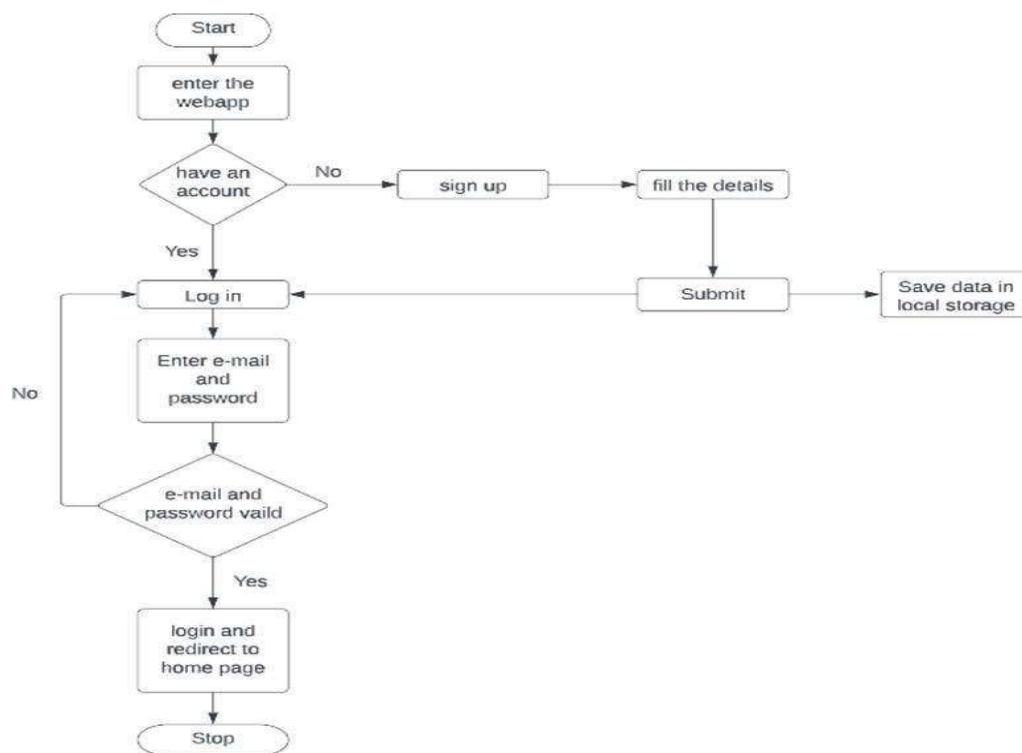 Start
enter the
webapp
have an
account
No
sign up
fill the details
Yes
Log in
Submit
Save data in
local storage
Enter e-mail
and
password
No
e-mail and
password vaild
Yes
login and
redirect to
home page
Stop